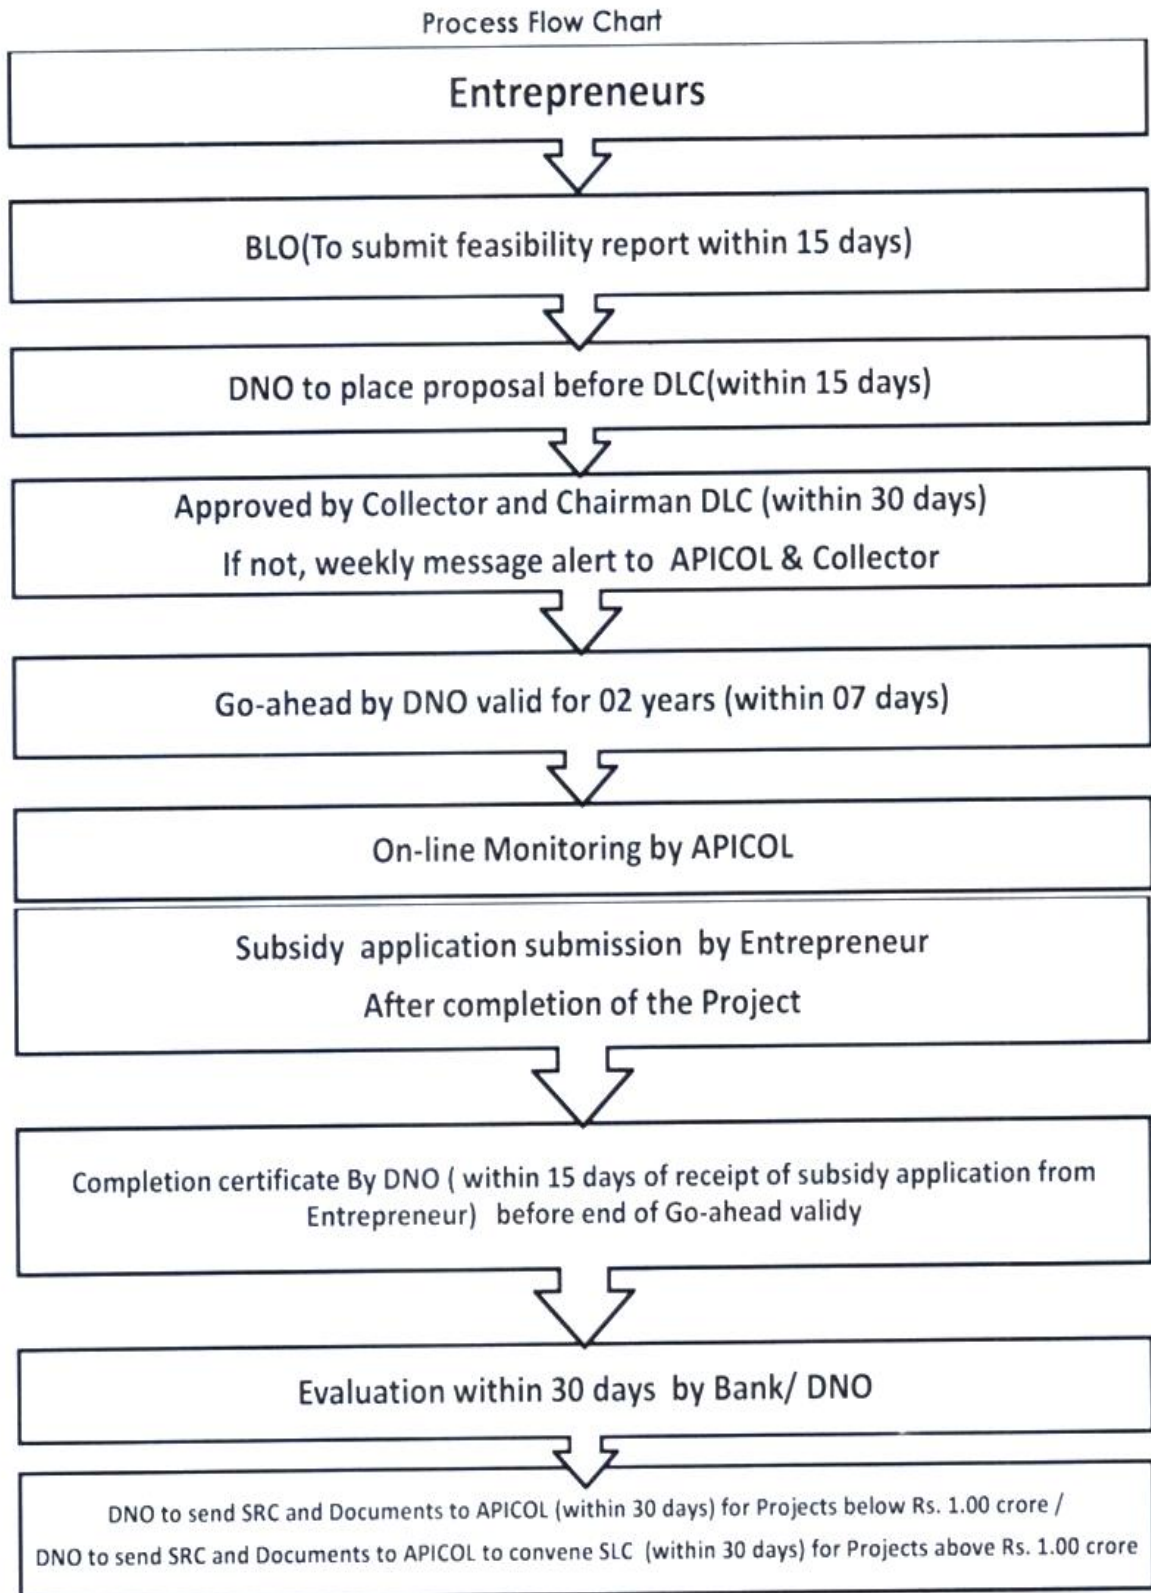 Process Flow Chart
Entrepreneurs
BLO(To submit feasibility report within 15 days)
DNO to place proposal before DLC(within 15 days)
Approved by Collector and Chairman DLC (within 30 days)
If not, weekly message alert to APICOL & Collector
Go-ahead by DNO valid for 02 years (within 07 days)
On-line Monitoring by APICOL
Subsidy application submission by Entrepreneur
After completion of the Project
Completion certificate By DNO ( within 15 days of receipt of subsidy application from
Entrepreneur) before end of Go-ahead validy
Evaluation within 30 days by Bank/ DNO
DNO to send SRC and Documents to APICOL (within 30 days) for Projects below Rs. 1.00 crore /
DNO to send SRC and Documents to APICOL to convene SLC (within 30 days) for Projects above Rs. 1.00 crore